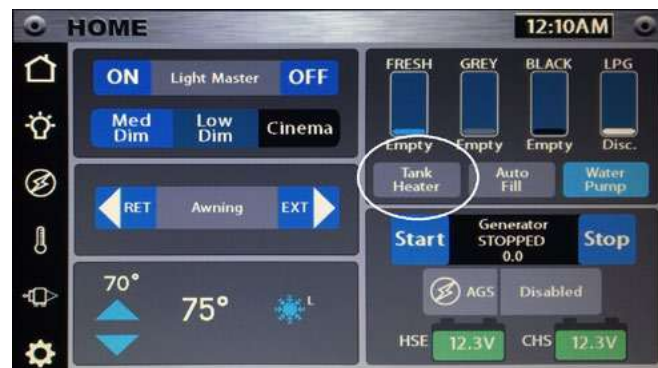 HOME
12:10AM
ON Light Master OFF
Med Dim
Low Dim
Cinema
RET Awning EXT
70°
75°
L
FRESH GREY BLACK LPG
Empty Empty Empty Disc.
Tank Heater
Auto Fill
Water Pump
Start
Generator
STOPPED
0.0
Stop
AGS Disabled
HSE 12.3V CHS 12.3V